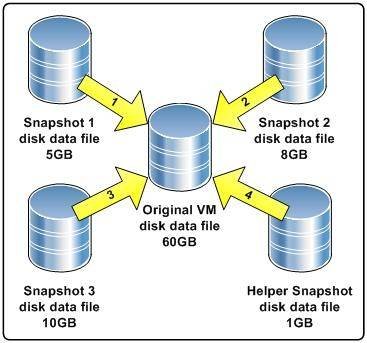 1
2
Snapshot 1
disk data file
5GB
Snapshot 2
disk data file
8GB
3
4
Original VM
disk data file
60GB
Snapshot 3
disk data file
10GB
Helper Snapshot
disk data file
1GB